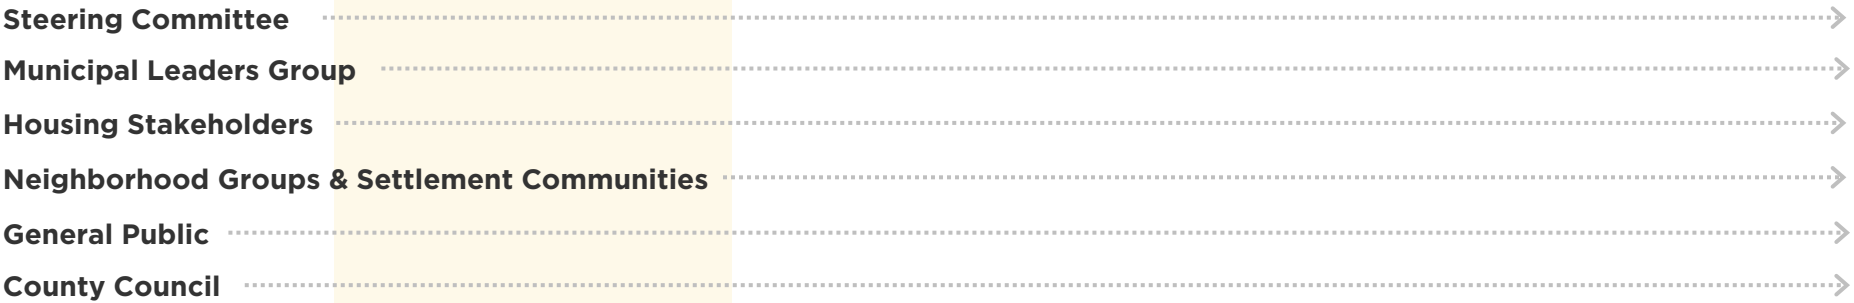 Steering Committee
Municipal Leaders Group
Housing Stakeholders
Neighborhood Groups & Settlement Communities
General Public
County Council